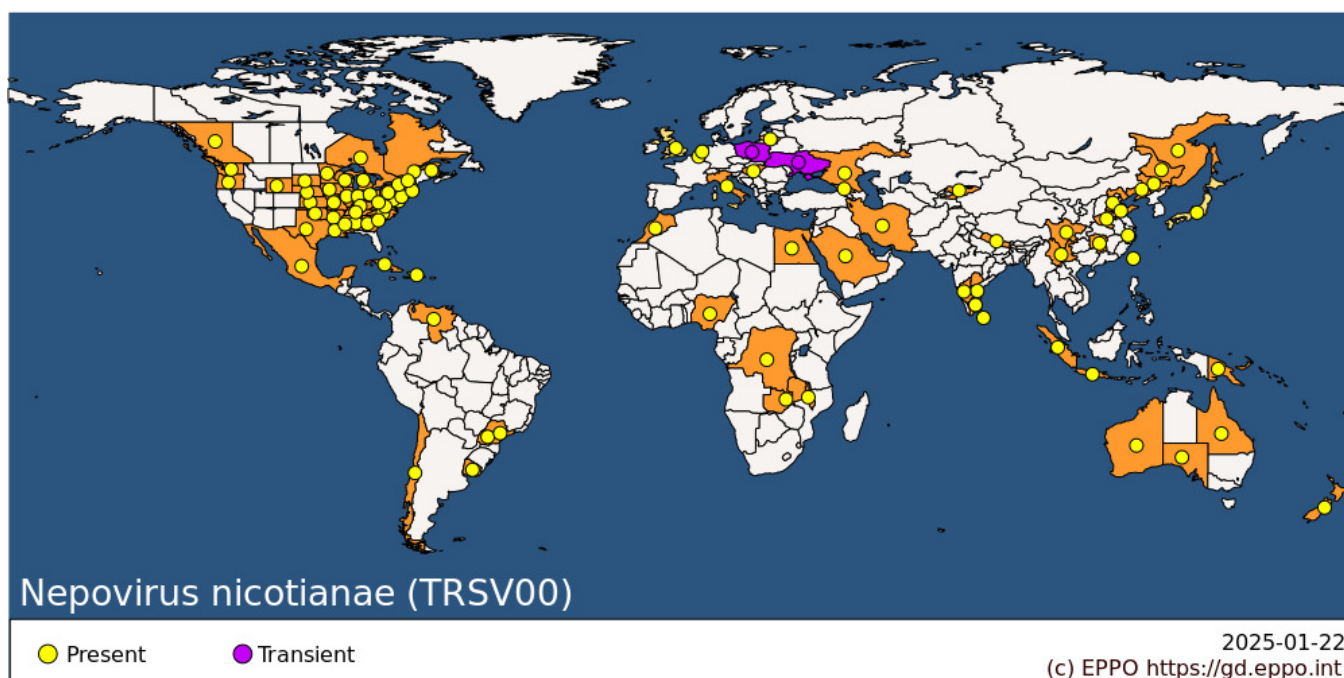 Nepovirus nicotianae (TRSV00)
Present
Transient
2025-01-22
(c) EPPO https://gd.eppo.int